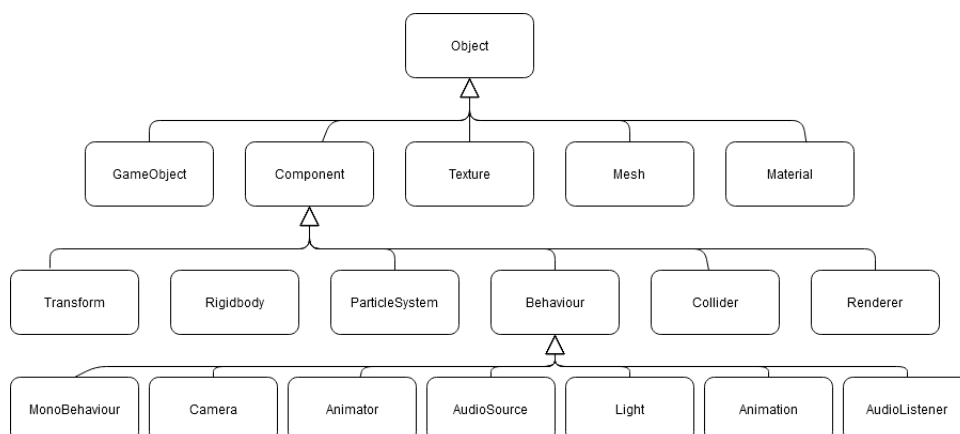 Object
GameObject
Component
Texture
Mesh
Material
Transform
Rigidbody
ParticleSystem
Behaviour
Collider
Renderer
MonoBehaviour
Camera
Animator
AudioSource
Light
Animation
AudioListener